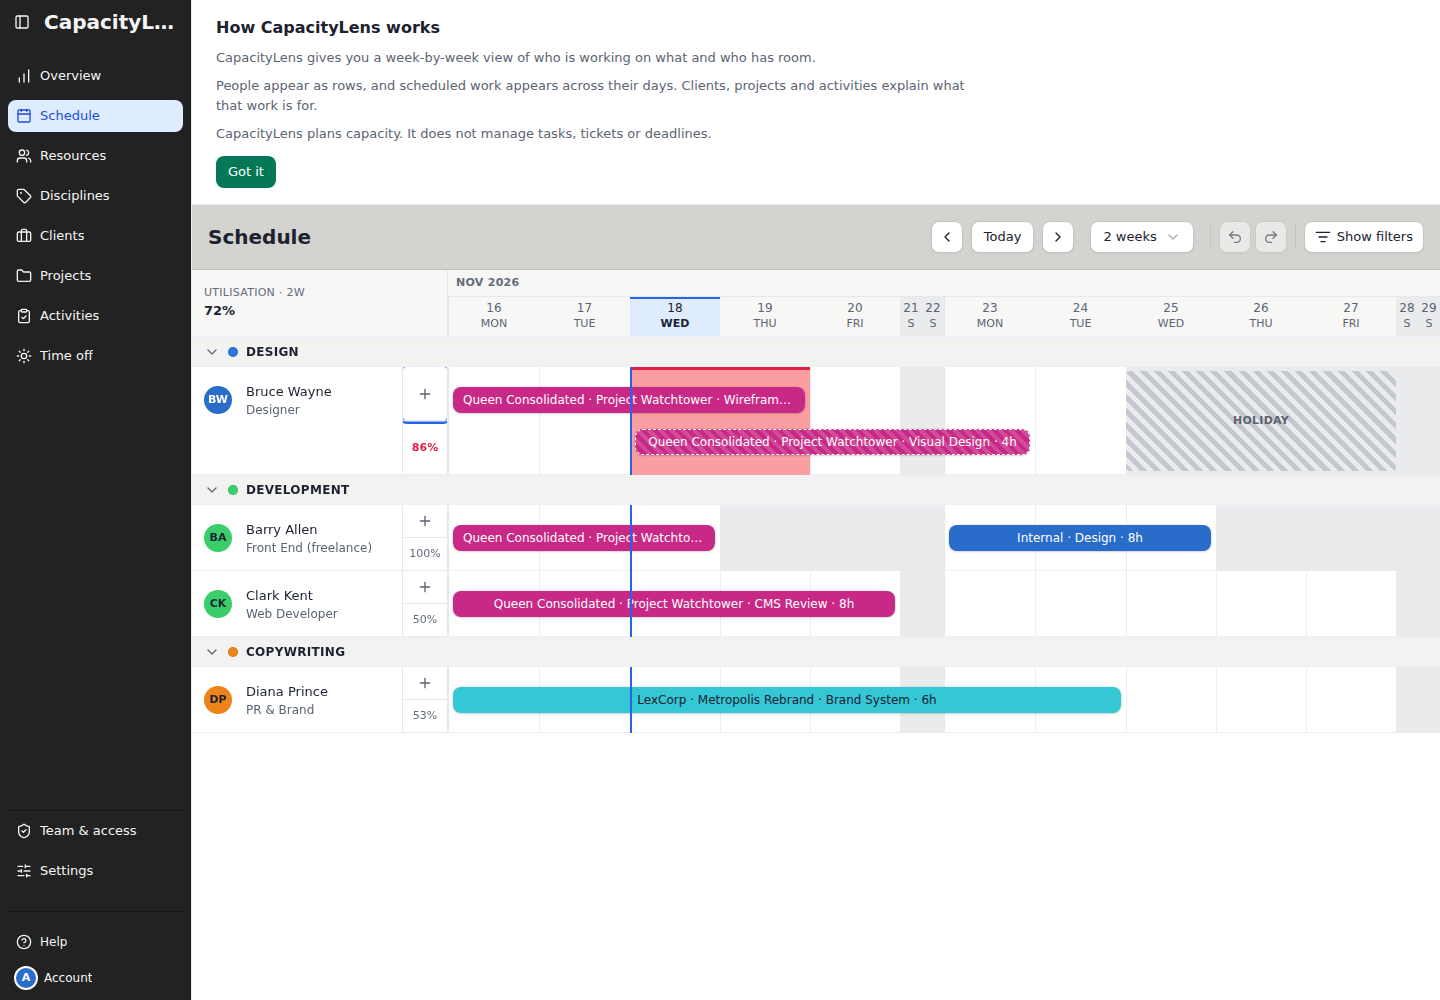 CapacityL...
Overview
Schedule
Resources
Disciplines
Clients
Projects
Activities
Time off
Team & access
Settings
Help
A Account
How CapacityLens works
CapacityLens gives you a week-by-week view of who is working on what and who has room.
People appear as rows, and scheduled work appears across their days. Clients, projects and activities explain what
that work is for.
CapacityLens plans capacity. It does not manage tasks, tickets or deadlines.
Got it
Schedule
Today
2 weeks
Show filters
UTILISATION · 2W
72%
NOV 2026
16 17 18 19 20 21 22 23 24 25 26 27 28 29
MON TUE WED THU FRI S S MON TUE WED THU FRI S S
DESIGN
BW
Bruce Wayne
Designer
86%
Queen Consolidated · Project Watchtower · Wirefram...
Queen Consolidated · Project Watchtower · Visual Design · 4h
HOLIDAY
DEVELOPMENT
BA
Barry Allen
Front End (freelance)
100%
Queen Consolidated · Project Watchto...
Internal · Design · 8h
CK
Clark Kent
Web Developer
50%
Queen Consolidated · Project Watchtower · CMS Review · 8h
COPYWRITING
DP
Diana Prince
PR & Brand
53%
LexCorp · Metropolis Rebrand · Brand System · 6h